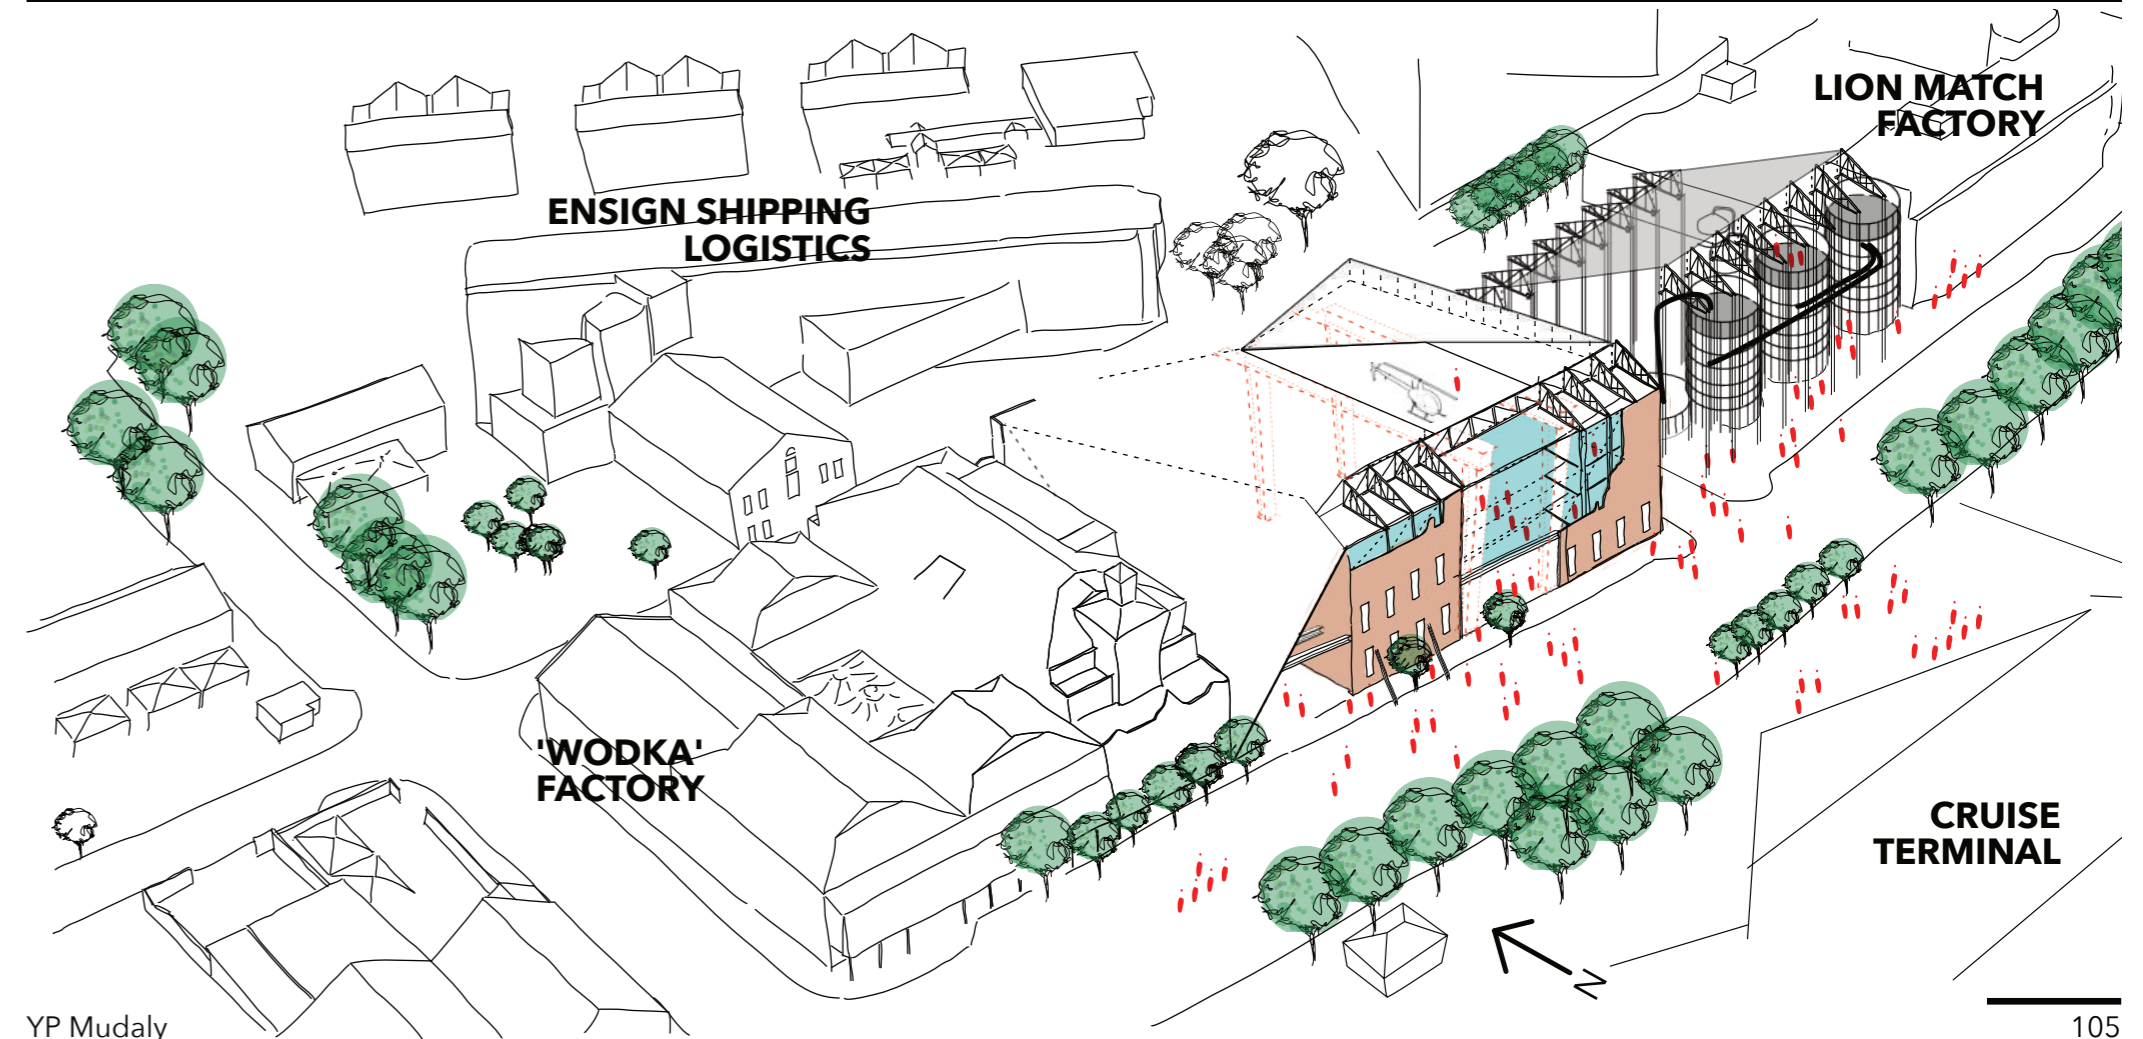 LION MATCH
FACTORY
ENSIGN SHIPPING
LOGISTICS
'WODKA'
FACTORY
CRUISE
TERMINAL
N
YP Mudaly
105